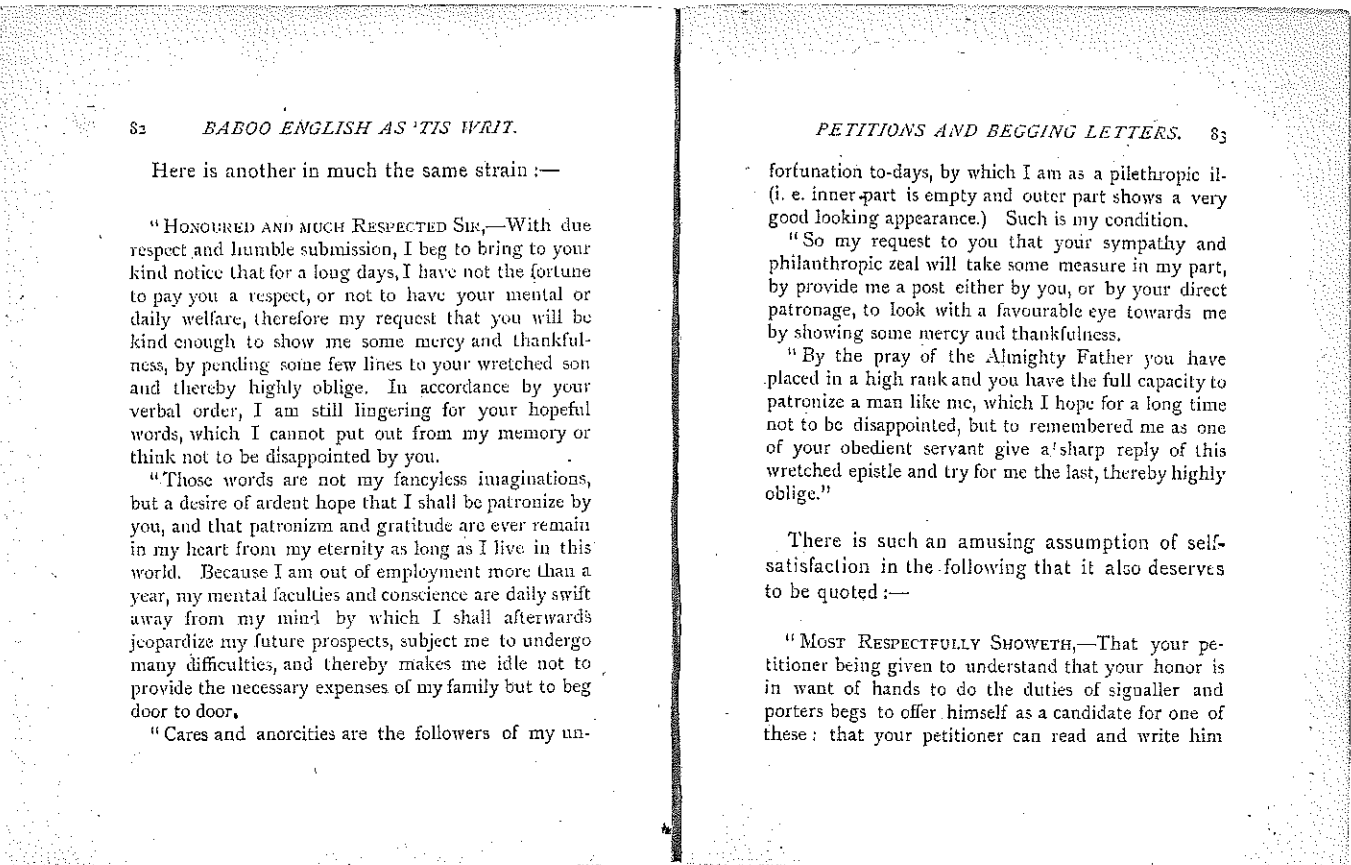 82 BABOO ENGLISH AS 'TIS WRIT.
Here is another in much the same strain :—
"HONOURED AND MUCH RESPECTED SIR,—With due
respect and humble submission, I beg to bring to your
kind notice that for a long days, I have not the fortune
to pay you a respect, or not to have your mental or
daily welfare, therefore my request that you will be
kind enough to show me some mercy and thankful-
ness, by pending some few lines to your wretched son
and thereby highly oblige. In accordance by your
verbal order, I am still lingering for your hopeful
words, which I cannot put out from my memory or
think not to be disappointed by you.
"Those words are not my fancyless imaginations,
but a desire of ardent hope that I shall be patronize by
you, and that patronizm and gratitude are ever remain
in my heart from my eternity as long as I live in this
world. Because I am out of employment more than a
year, my mental faculties and conscience are daily swift
away from my mind by which I shall afterwards
jeopardize my future prospects, subject me to undergo
many difficulties, and thereby makes me idle not to
provide the necessary expenses of my family but to beg
door to door.
"Cares and anorcities are the followers of my un-
PETITIONS AND BEGGING LETTERS. 83
forfunation to-days, by which I am as a pilethropic il-
(i. e. inner part is empty and outer part shows a very
good looking appearance.) Such is my condition.
"So my request to you that your sympathy and
philanthropic zeal will take some measure in my part,
by provide me a post either by you, or by your direct
patronage, to look with a favourable eye towards me
by showing some mercy and thankfulness.
"By the pray of the Almighty Father you have
placed in a high rank and you have the full capacity to
patronize a man like me, which I hope for a long time
not to be disappointed, but to remembered me as one
of your obedient servant give a sharp reply of this
wretched epistle and try for me the last, thereby highly
oblige."
There is such an amusing assumption of self-
satisfaction in the following that it also deserves
to be quoted :—
"MOST RESPECTFULLY SHOWETH,—That your pe-
titioner being given to understand that your honor is
in want of hands to do the duties of signaller and
porters begs to offer himself as a candidate for one of
these : that your petitioner can read and write him